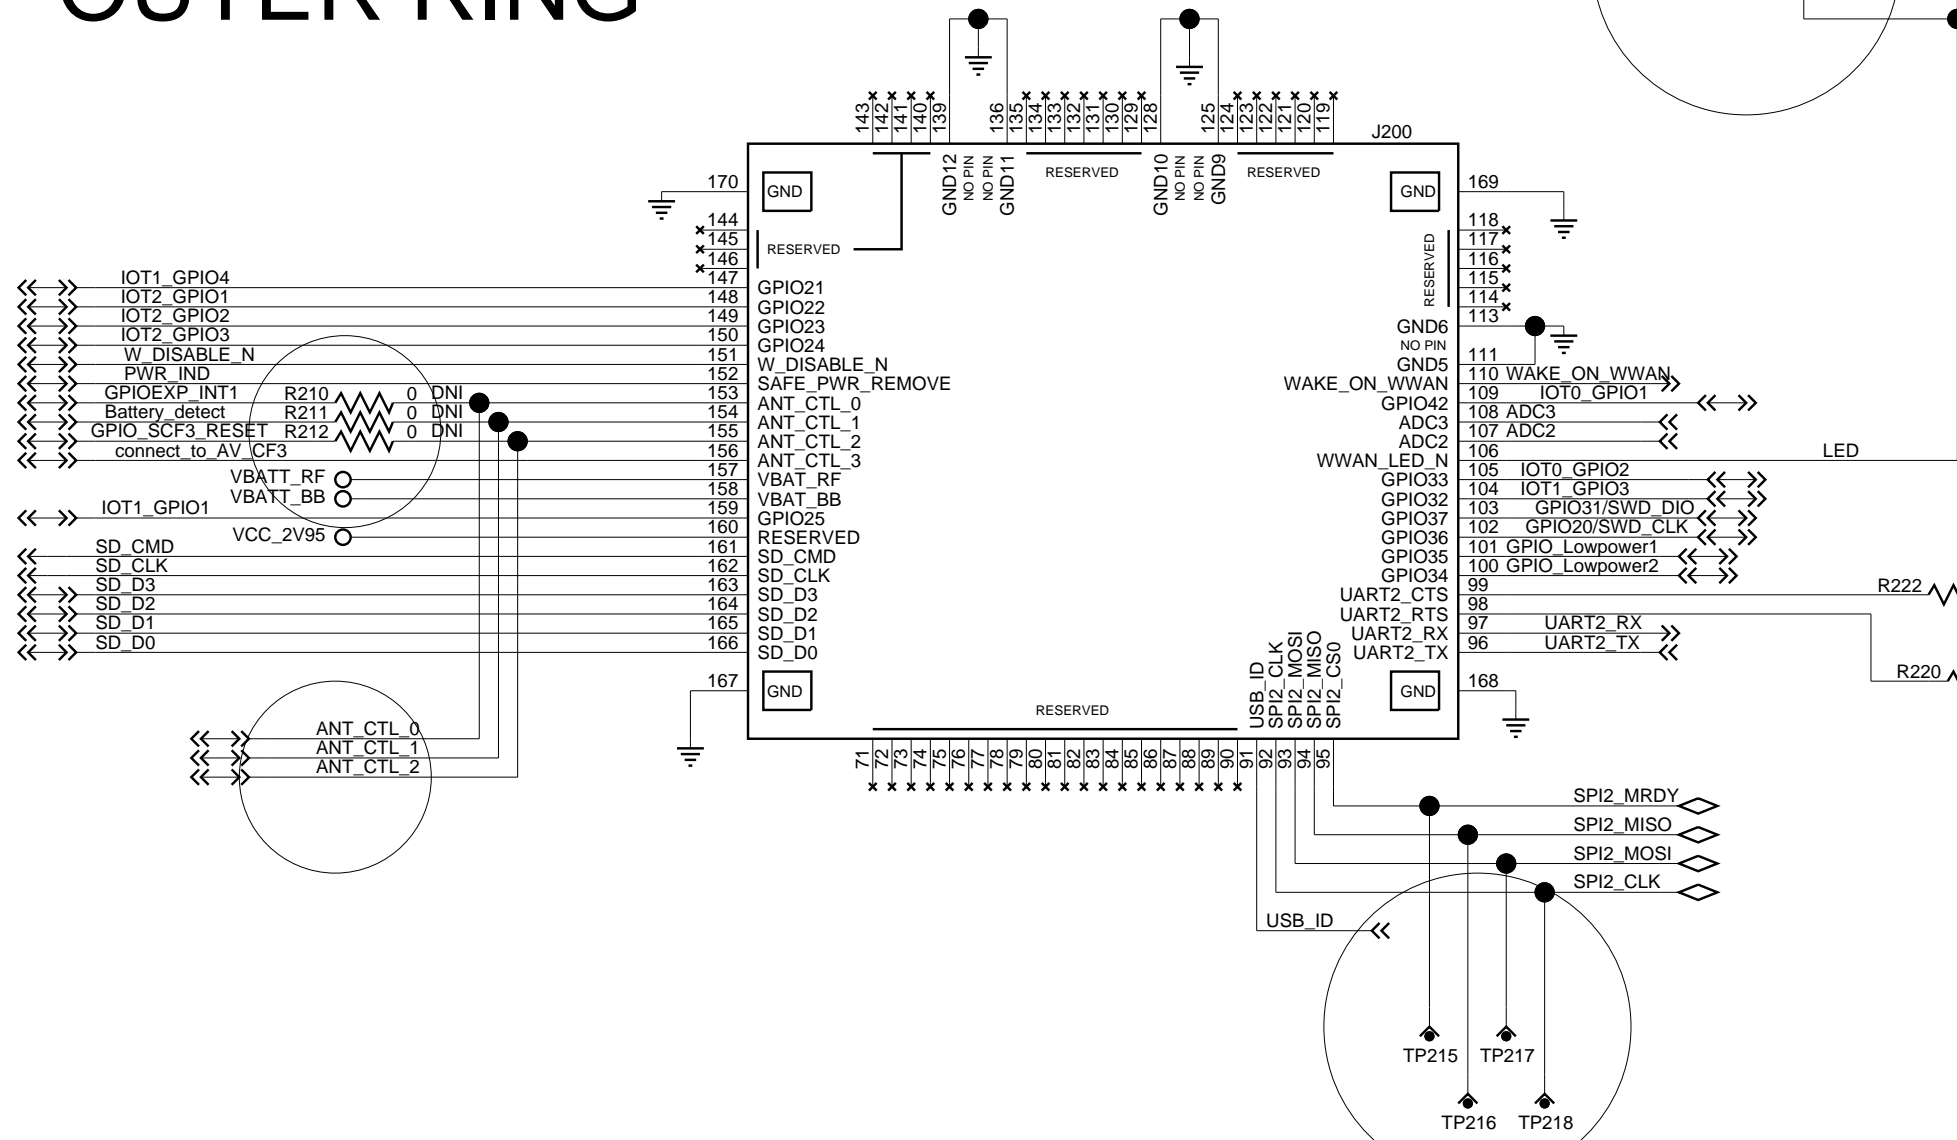 OUTER RING
143 142 141 140 139 136 135 134 133 132 131 130 129 128 125 124 123 122 121 120 119
J200
GND12 NO PIN NO PIN GND11 RESERVED GND10 NO PIN NO PIN GND9 RESERVED
170 GND
GND 169
144
145 RESERVED
146
118
117
116
115
114
RESERVED
IOT1_GPIO4 147 GPIO21
IOT2_GPIO1 148 GPIO22
IOT2_GPIO2 149 GPIO23
IOT2_GPIO3 150 GPIO24
W_DISABLE_N 151 W_DISABLE_N
PWR_IND 152 SAFE_PWR_REMOVE
GPIOEXP_INT1 R210 0 DNI 153 ANT_CTL_0
Battery_detect R211 0 DNI 154 ANT_CTL_1
GPIO_SCF3_RESET R212 0 DNI 155 ANT_CTL_2
connect_to_AV_CF3 156 ANT_CTL_3
VBATT_RF 157 VBAT_RF
VBATT_BB 158 VBAT_BB
IOT1_GPIO1 159 GPIO25
VCC_2V95 160 RESERVED
SD_CMD 161 SD_CMD
SD_CLK 162 SD_CLK
SD_D3 163 SD_D3
SD_D2 164 SD_D2
SD_D1 165 SD_D1
SD_D0 166 SD_D0
167 GND
GND6 113
NO PIN
GND5 111
WAKE_ON_WWAN 110 WAKE_ON_WWAN
GPIO42 109 IOT0_GPIO1
ADC3 108 ADC3
ADC2 107 ADC2
WWAN_LED_N 106 LED
GPIO33 105 IOT0_GPIO2
GPIO32 104 IOT1_GPIO3
GPIO37 103 GPIO31/SWD_DIO
GPIO36 102 GPIO20/SWD_CLK
GPIO35 101 GPIO_Lowpower1
GPIO34 100 GPIO_Lowpower2
UART2_CTS 99 R222
UART2_RTS 98 R220
UART2_RX 97 UART2_RX
UART2_TX 96 UART2_TX
GND 168
USB_ID SPI2_CLK SPI2_MOSI SPI2_MISO SPI2_CS0
RESERVED
71 72 73 74 75 76 77 78 79 80 81 82 83 84 85 86 87 88 89 90 91 92 93 94 95
ANT_CTL_0
ANT_CTL_1
ANT_CTL_2
SPI2_MRDY
SPI2_MISO
SPI2_MOSI
SPI2_CLK
USB_ID
TP215 TP217
TP216 TP218